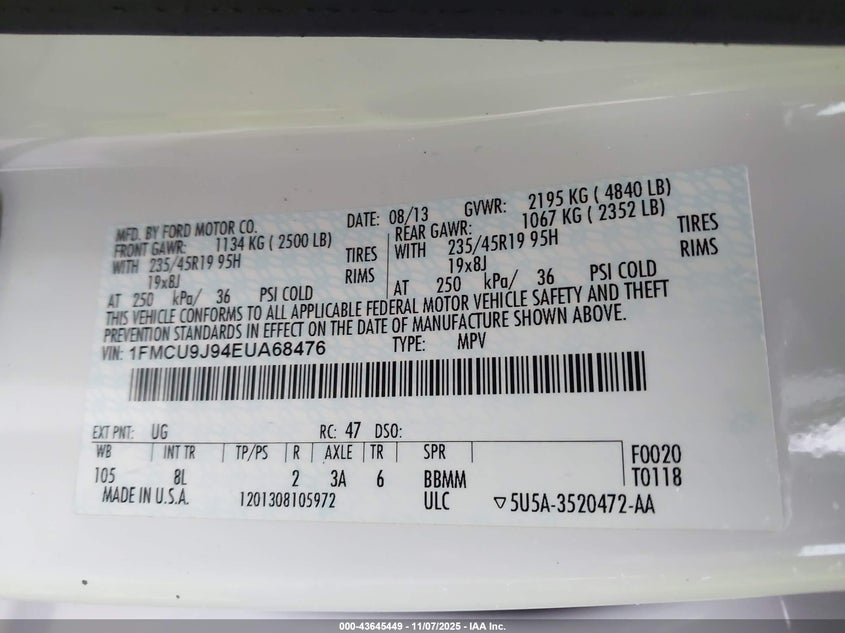 MFD. BY FORD MOTOR CO. DATE: 08/13 GVWR: 2195 KG ( 4840 LB)
FRONT GAWR: 1134 KG ( 2500 LB) REAR GAWR: 1067 KG ( 2352 LB)
WITH 235/45R19 95H TIRES WITH 235/45R19 95H TIRES
19x8J RIMS 19x8J RIMS
AT 250 kPa/ 36 PSI COLD AT 250 kPa/ 36 PSI COLD
THIS VEHICLE CONFORMS TO ALL APPLICABLE FEDERAL MOTOR VEHICLE SAFETY AND THEFT
PREVENTION STANDARDS IN EFFECT ON THE DATE OF MANUFACTURE SHOWN ABOVE.
VIN: 1FMCU9J94EUA68476 TYPE: MPV
EXT PNT: UG RC: 47 DSO:
WB INT TR TP/PS R AXLE TR SPR F0020
105 8L 2 3A 6 BBMM T0118
MADE IN U.S.A. 1201308105972 ULC ▽5U5A-3520472-AA
000-43645449 - 11/07/2025 - IAA Inc.